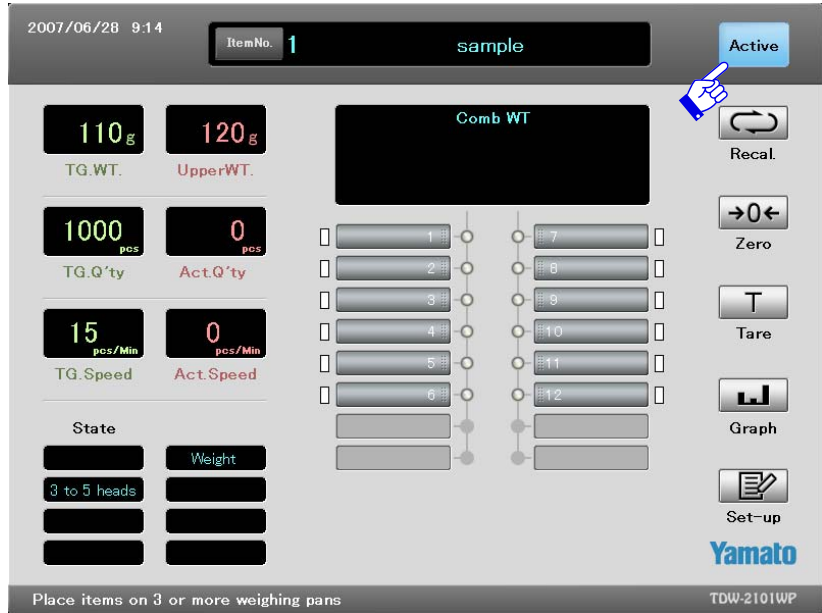 2007/06/28 9:14
ItemNo. 1 sample
Active
110g 120g
TG.WT. UpperWT.
1000 pcs 0 pcs
TG.Q'ty Act.Q'ty
15 pcs/Min 0 pcs/Min
TG.Speed Act.Speed
State
Weight
3 to 5 heads
Comb WT
1 7
2 8
3 9
4 10
5 11
6 12
Recal.
→0←
Zero
T
Tare
Graph
Set-up
Yamato
Place items on 3 or more weighing pans
TDW-2101WP